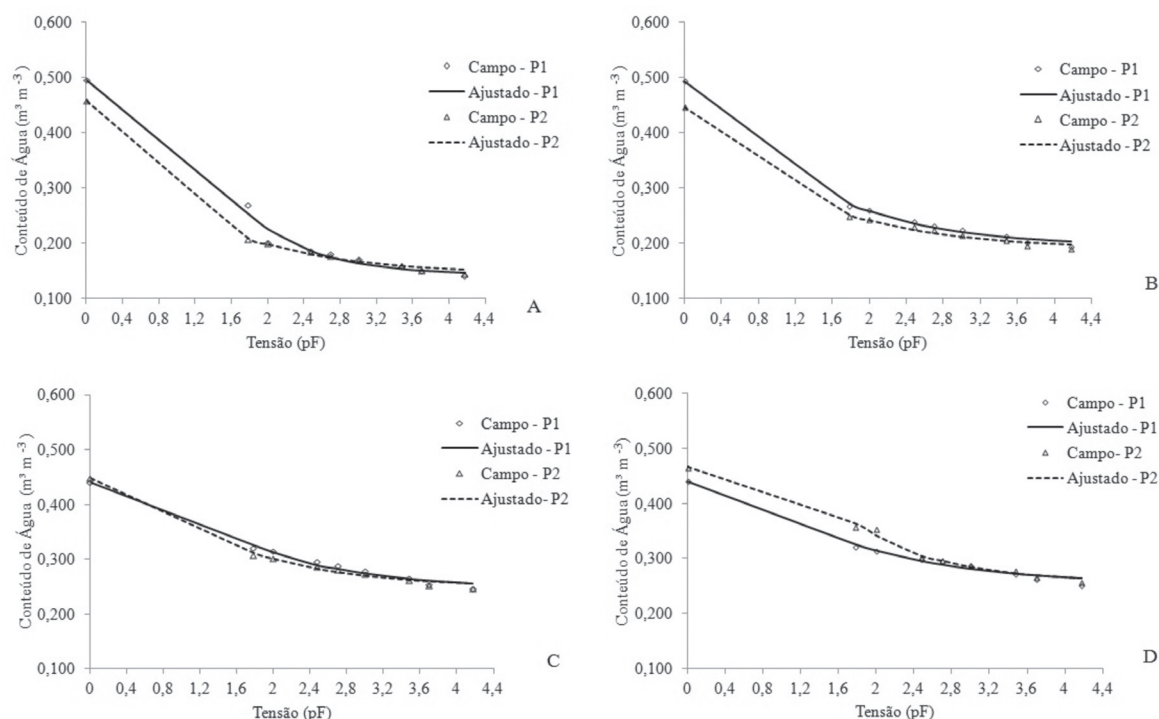 0,600
0,500
0,400
0,300
0,200
0,100
Conteúdo de Água (m³ m -3)
0 0,4 0,8 1,2 1,6 2 2,4 2,8 3,2 3,6 4 4,4
Tensão (pF)
Campo - P1
Ajustado - P1
Campo - P2
Ajustado - P2
A
0,600
0,500
0,400
0,300
0,200
0,100
Conteúdo de Água (m³ m -3)
0 0,4 0,8 1,2 1,6 2 2,4 2,8 3,2 3,6 4 4,4
Tensão (pF)
Campo - P1
Ajustado - P1
Campo - P2
Ajustado - P2
B
0,600
0,500
0,400
0,300
0,200
0,100
Conteúdo de Água (m³ m -3)
0 0,4 0,8 1,2 1,6 2 2,4 2,8 3,2 3,6 4 4,4
Tensão (pF)
Campo - P1
Ajustado - P1
Campo - P2
Ajustado- P2
C
0,600
0,500
0,400
0,300
0,200
0,100
Conteúdo de Água (m³ m -3)
0 0,4 0,8 1,2 1,6 2 2,4 2,8 3,2 3,6 4 4,4
Tensão (pF)
Campo - P1
Ajustado - P1
Campo- P2
Ajustado - P2
D